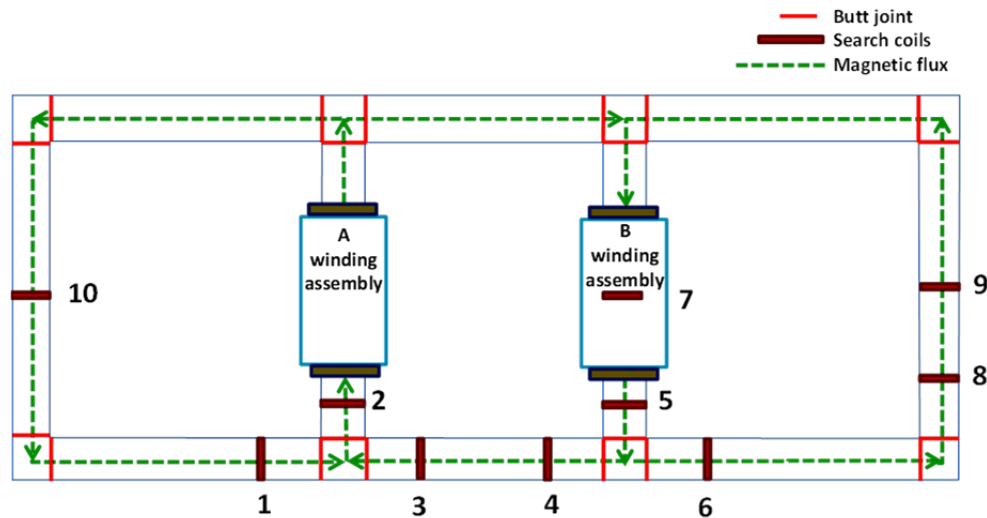 Butt joint
Search coils
Magnetic flux
A
winding
assembly
B
winding
assembly
7
10
9
8
2
5
1
3
4
6